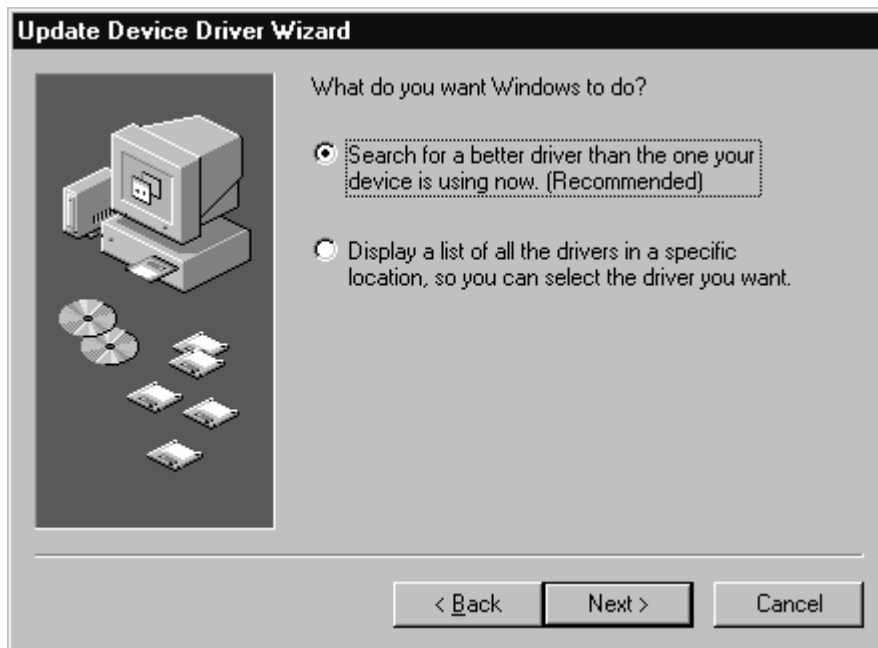 Update Device Driver Wizard
What do you want Windows to do?
Search for a better driver than the one your
device is using now. (Recommended)
Display a list of all the drivers in a specific
location, so you can select the driver you want.
< Back
Next >
Cancel